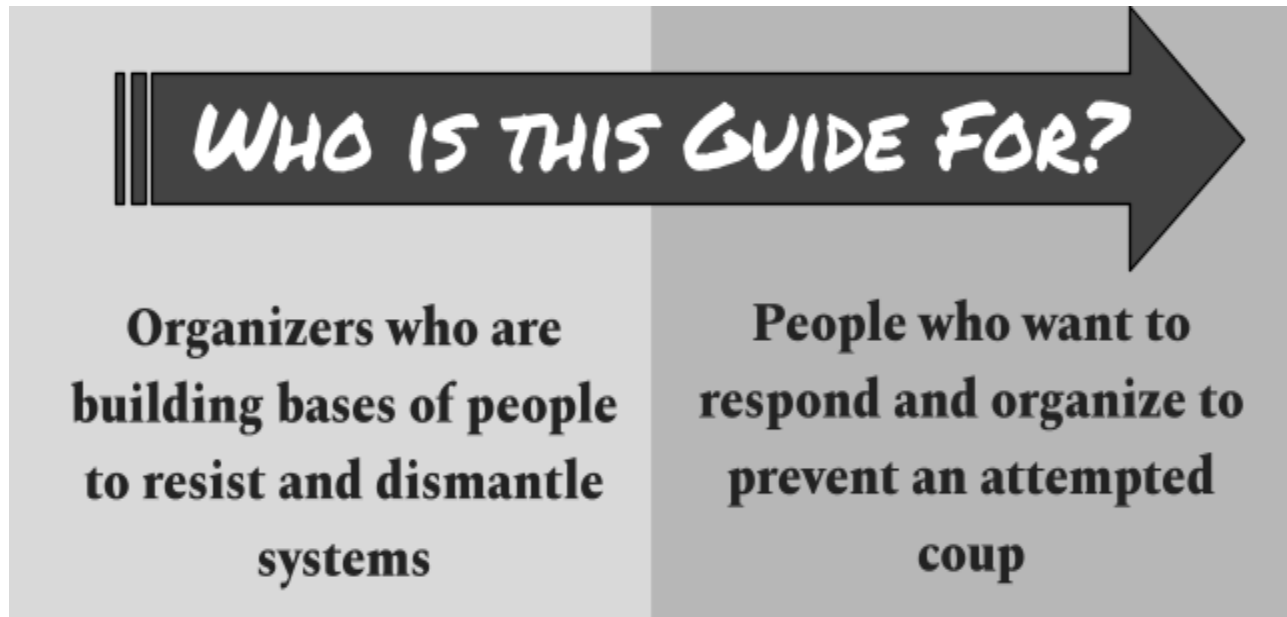 Who is this Guide For?
Organizers who are
building bases of people
to resist and dismantle
systems
People who want to
respond and organize to
prevent an attempted
coup